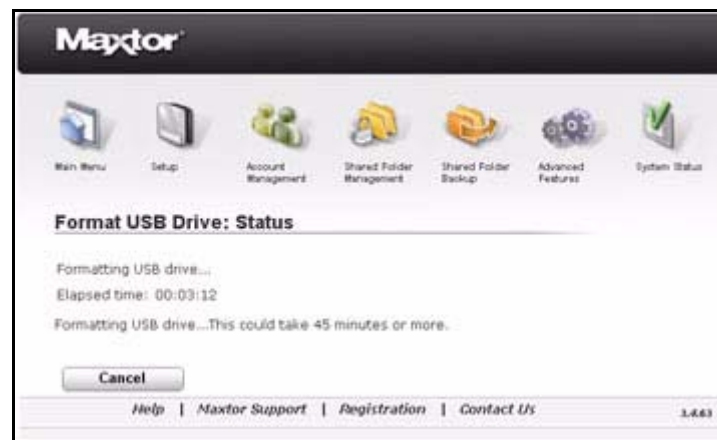 Maxtor
Main Menu
Setup
Account Management
Shared Folder Management
Shared Folder Backup
Advanced Features
System Status
Format USB Drive: Status
Formatting USB drive...
Elapsed time: 00:03:12
Formatting USB drive...This could take 45 minutes or more.
Cancel
Help | Maxtor Support | Registration | Contact Us